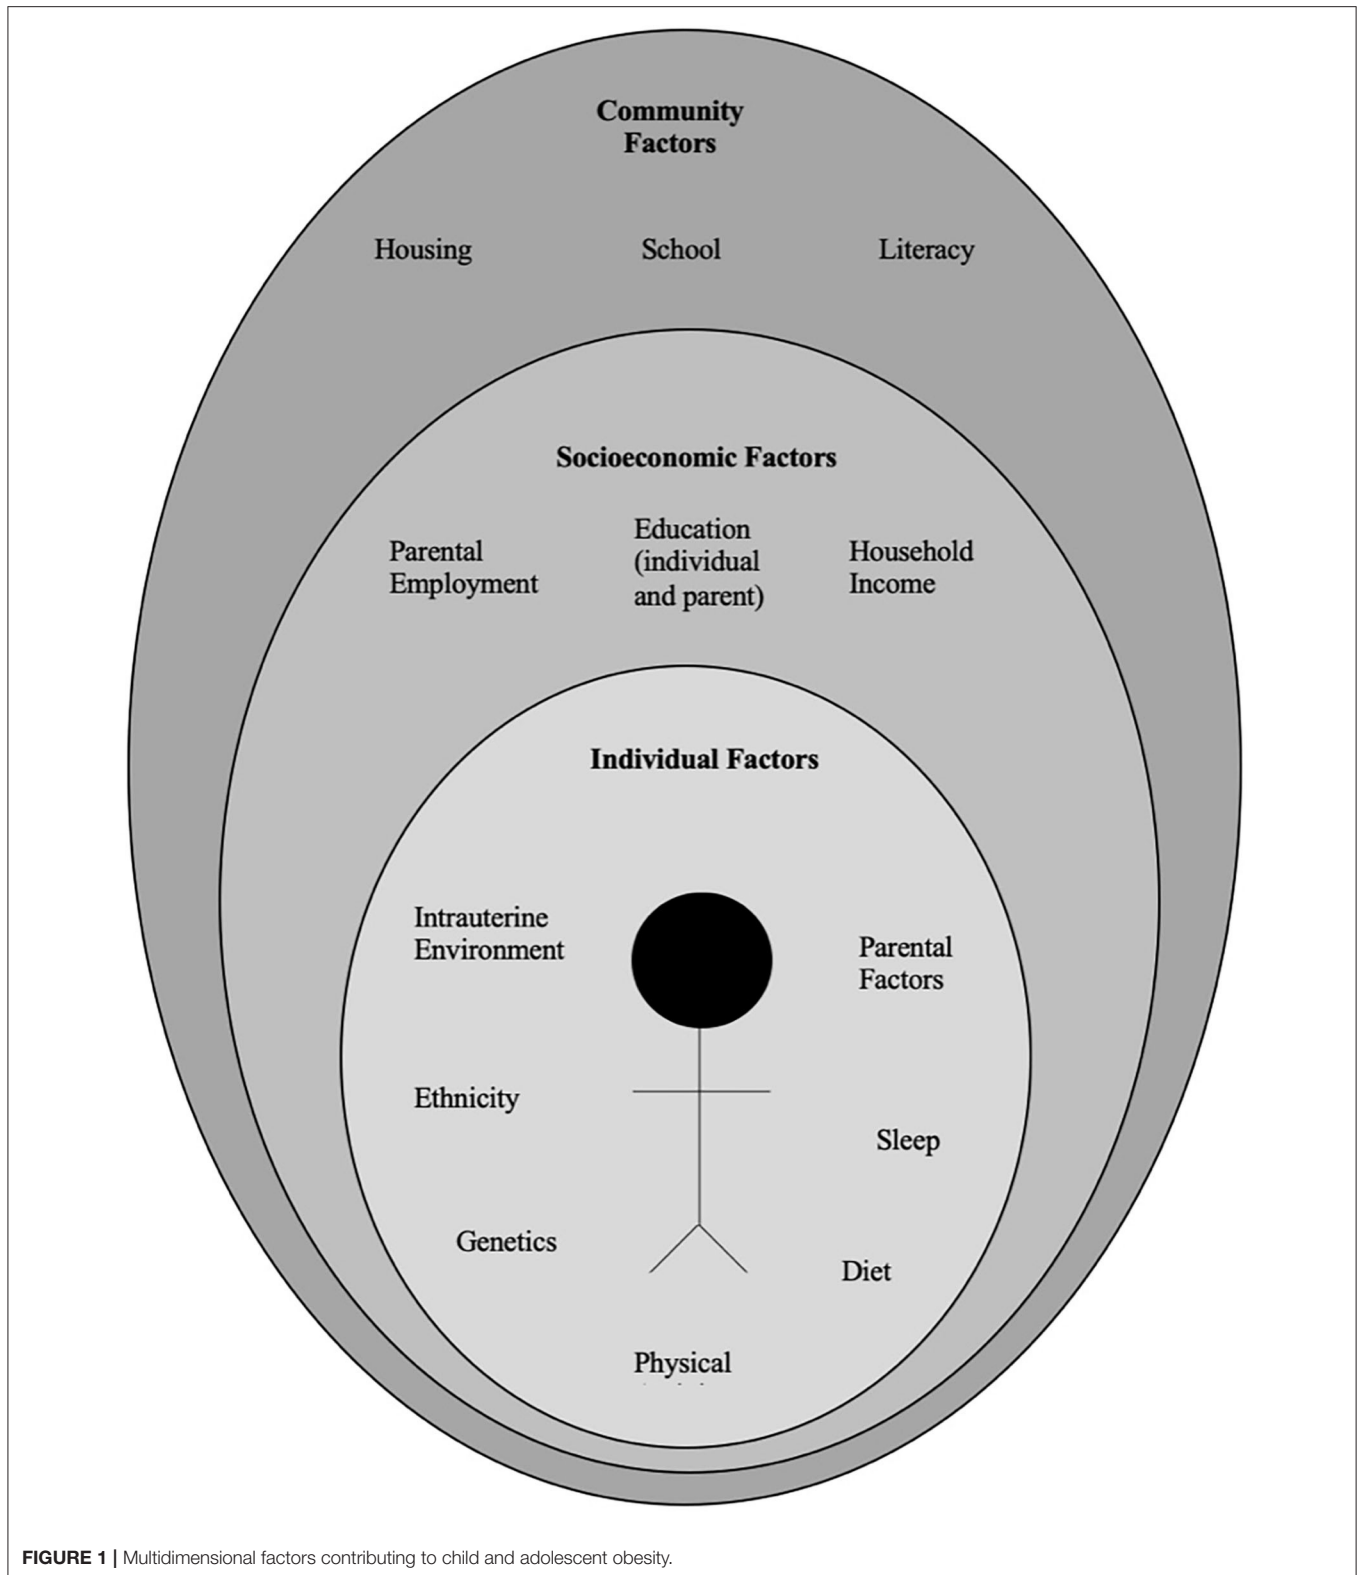 Community
Factors
Housing
School
Literacy
Socioeconomic Factors
Parental
Employment
Education
(individual
and parent)
Household
Income
Individual Factors
Intrauterine
Environment
Parental
Factors
Ethnicity
Sleep
Genetics
Diet
Physical
FIGURE 1 | Multidimensional factors contributing to child and adolescent obesity.